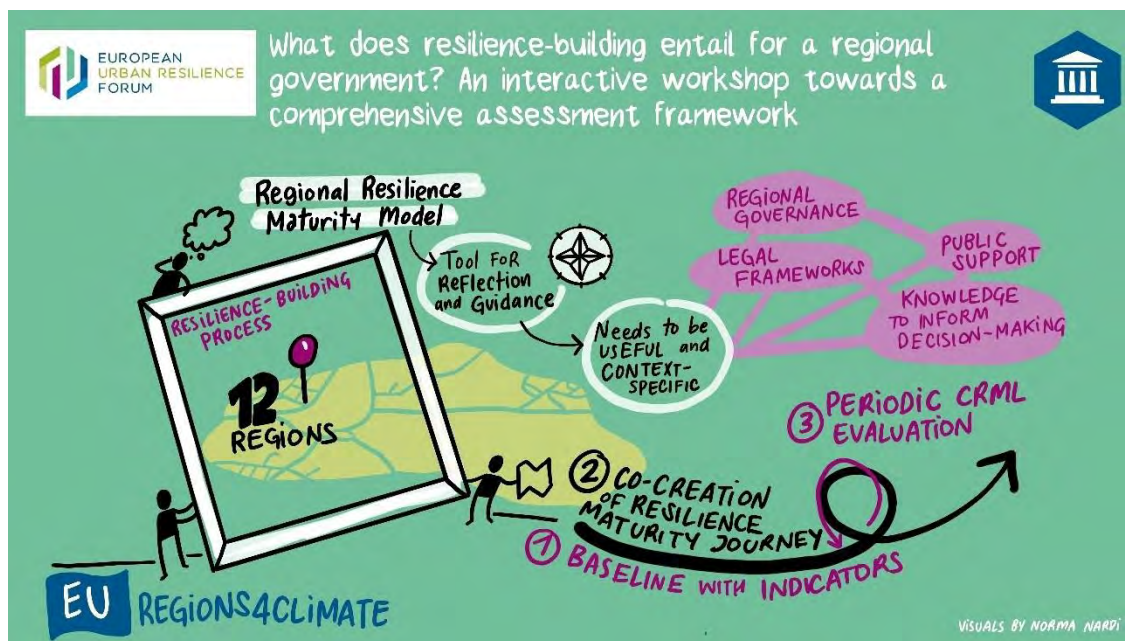 EUROPEAN
URBAN RESILIENCE
FORUM
What does resilience-building entail for a regional
government? An interactive workshop towards a
comprehensive assessment framework
Regional Resilience
Maturity Model
TOOL FOR
REFLECTION
and GUIDANCE
Needs to be
USEFUL and
CONTEXT-
SPECIFIC
REGIONAL
GOVERNANCE
LEGAL
FRAMEWORKS
PUBLIC
SUPPORT
KNOWLEDGE
TO INFORM
DECISION-MAKING
RESILIENCE-BUILDING
PROCESS
12
REGIONS
3 PERIODIC CRML
EVALUATION
2 CO-CREATION
OF RESILIENCE
MATURITY JOURNEY
1 BASELINE WITH INDICATORS
EU REGIONS4CLIMATE
VISUALS BY NORMA NARDI